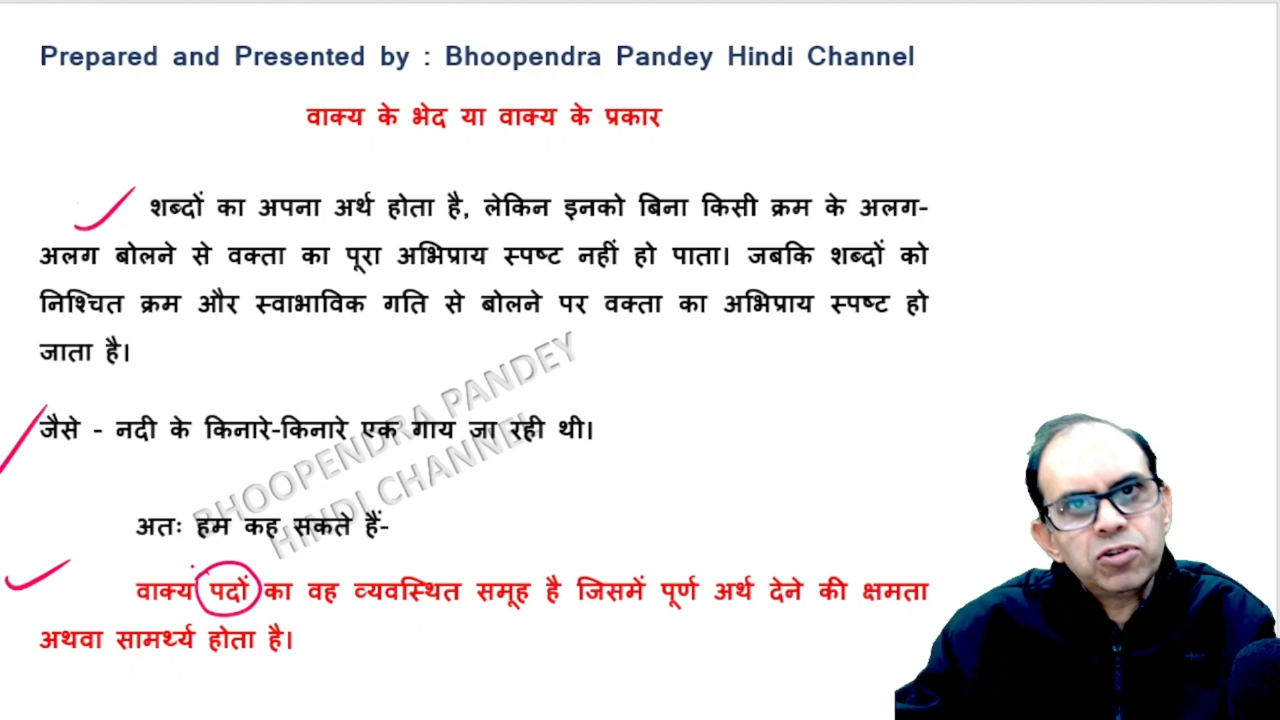 Prepared and Presented by : Bhoopendra Pandey Hindi Channel
वाक्य के भेद या वाक्य के प्रकार
शब्दों का अपना अर्थ होता है, लेकिन इनको बिना किसी क्रम के अलग-
अलग बोलने से वक्ता का पूरा अभिप्राय स्पष्ट नहीं हो पाता। जबकि शब्दों को
निश्चित क्रम और स्वाभाविक गति से बोलने पर वक्ता का अभिप्राय स्पष्ट हो
जाता है।
जैसे - नदी के किनारे-किनारे एक गाय जा रही थी।
BHOOPENDRA PANDEY
HINDI CHANNEL
अतः हम कह सकते हैं-
वाक्य पदों का वह व्यवस्थित समूह है जिसमें पूर्ण अर्थ देने की क्षमता
अथवा सामर्थ्य होता है।